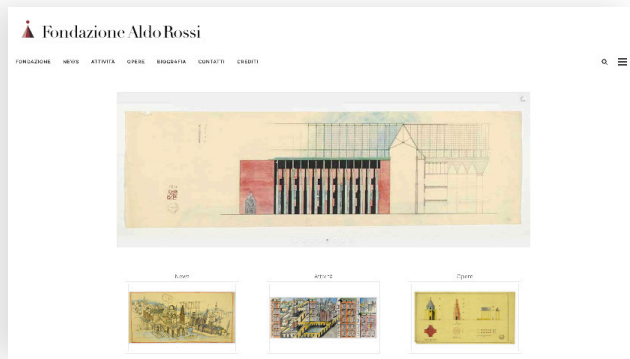 Fondazione Aldo Rossi
FONDAZIONE NEWS ATTIVITÀ OPERE BIOGRAFIA CONTATTI CREDITI
News Attività Opere